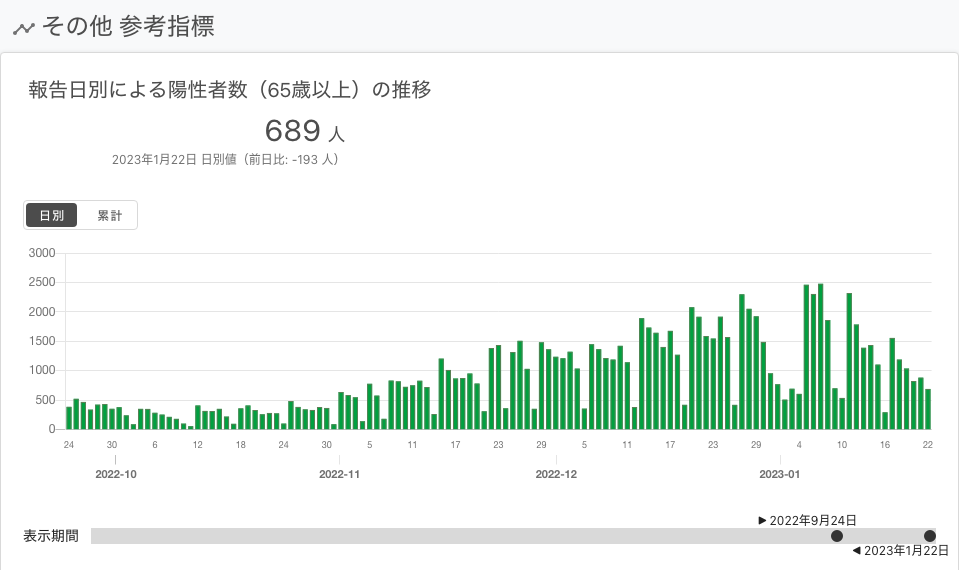 その他 参考指標
報告日別による陽性者数（65歳以上）の推移
689 人
2023年1月22日 日別値（前日比: -193 人）
日別 累計
3000
2500
2000
1500
1000
500
0
24 30 6 12 18 24 30 5 11 17 23 29 5 11 17 23 29 4 10 16 22
2022-10 2022-11 2022-12 2023-01
▶ 2022年9月24日
表示期間
◀ 2023年1月22日